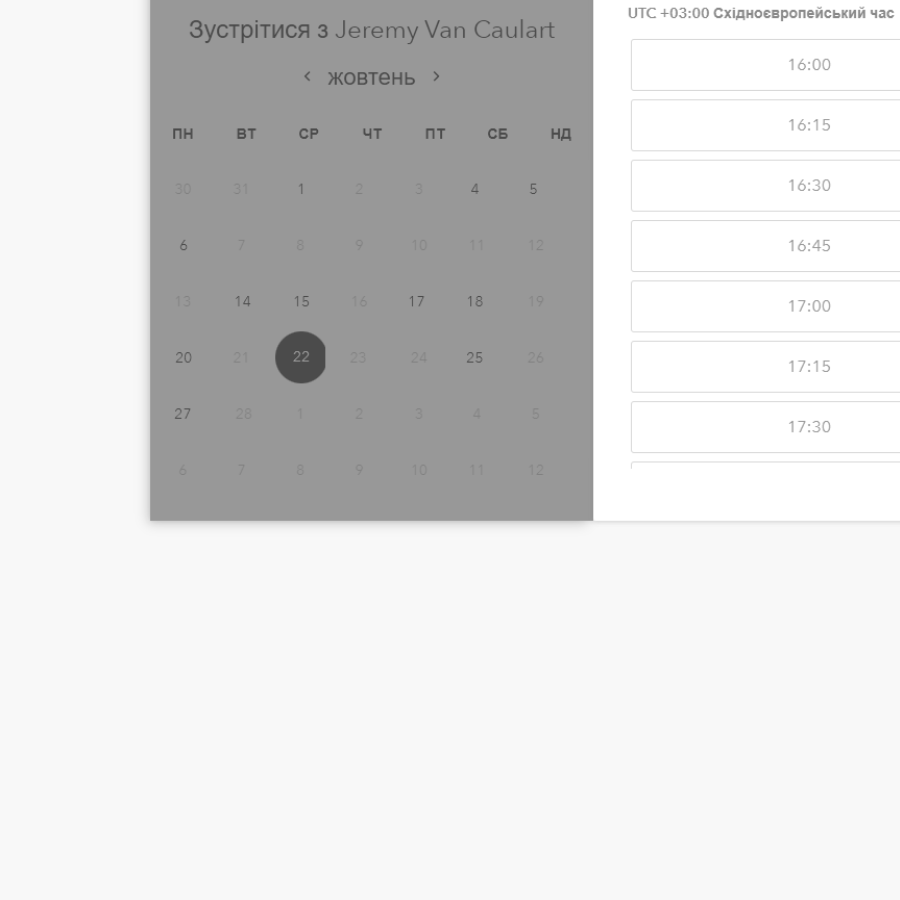 Зустрітися з Jeremy Van Caulart
< жовтень >
ПН ВТ СР ЧТ ПТ СБ НД
30 31 1 2 3 4 5
6 7 8 9 10 11 12
13 14 15 16 17 18 19
20 21 22 23 24 25 26
27 28 1 2 3 4 5
6 7 8 9 10 11 12
UTC +03:00 Східноєвропейський час
16:00
16:15
16:30
16:45
17:00
17:15
17:30